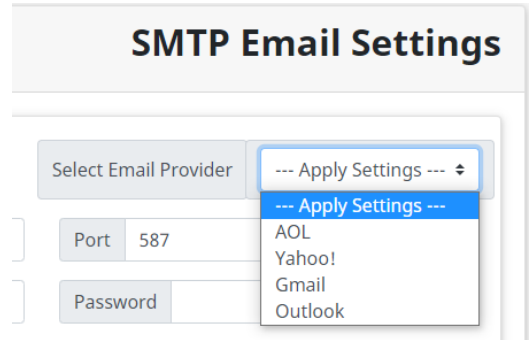 SMTP Email Settings
Select Email Provider
--- Apply Settings ---
--- Apply Settings ---
AOL
Yahoo!
Gmail
Outlook
Port 587
Password